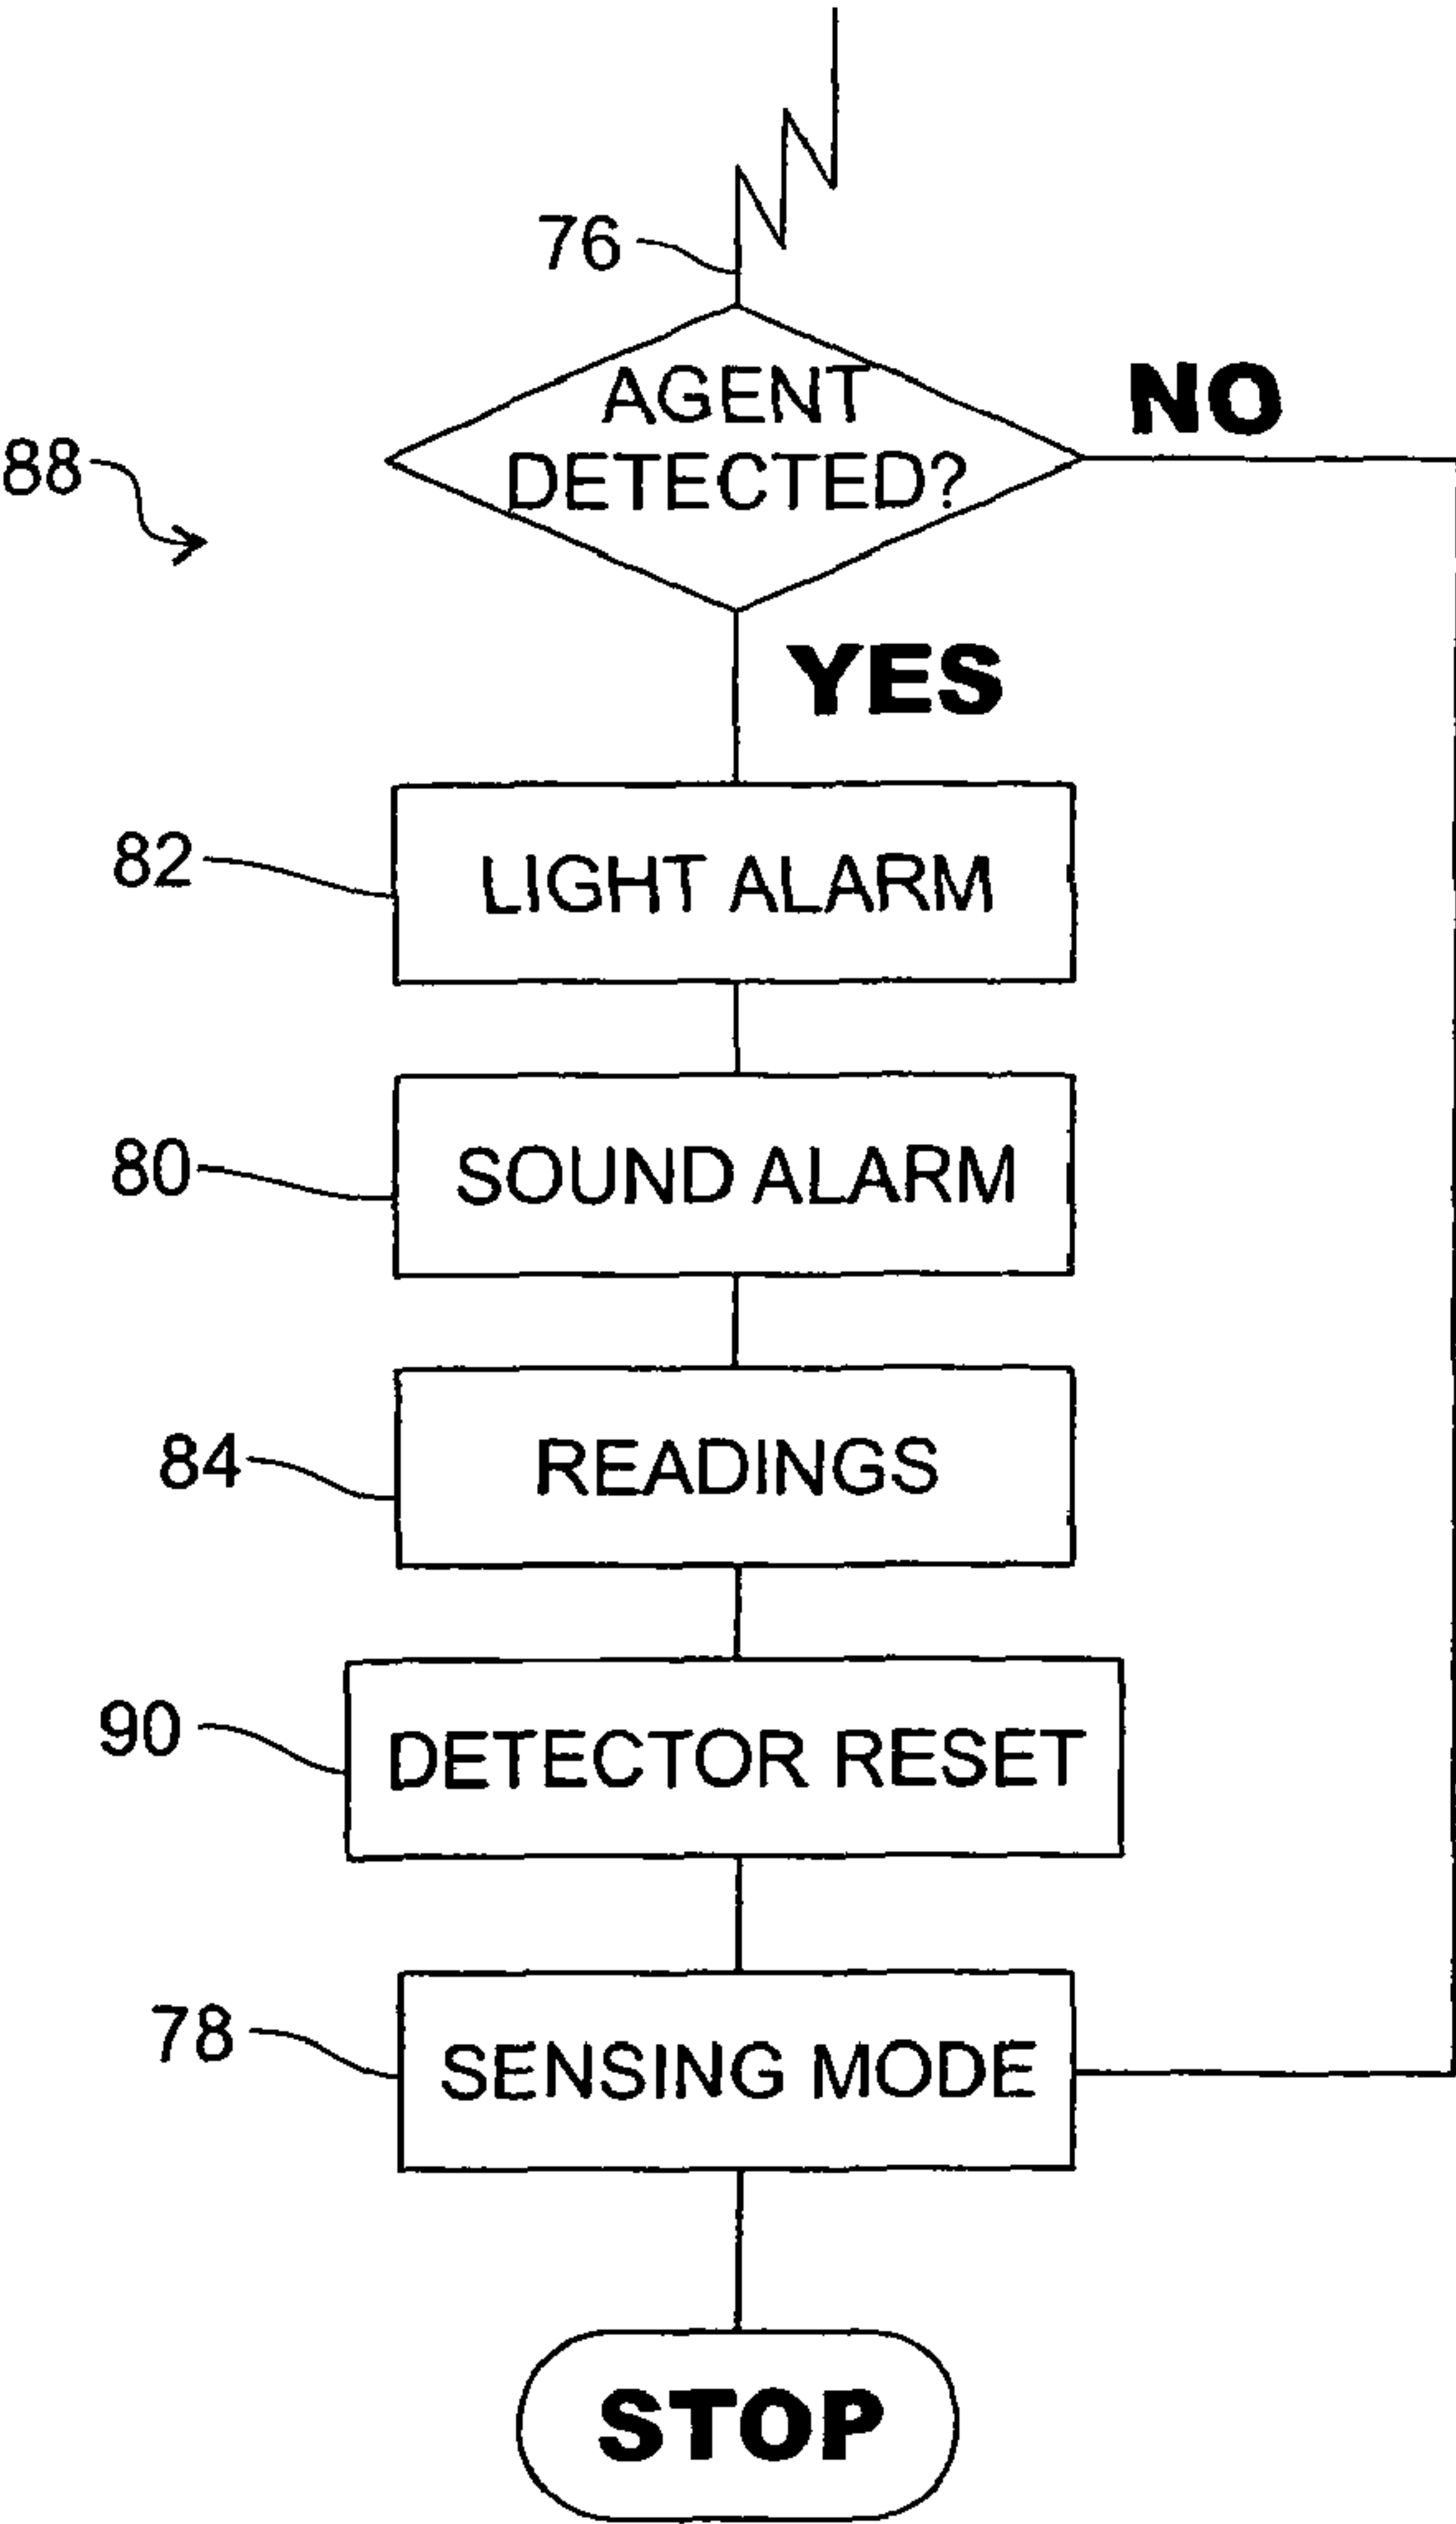 76
AGENT
DETECTED?
NO
88
YES
82
LIGHT ALARM
80
SOUND ALARM
84
READINGS
90
DETECTOR RESET
78
SENSING MODE
STOP